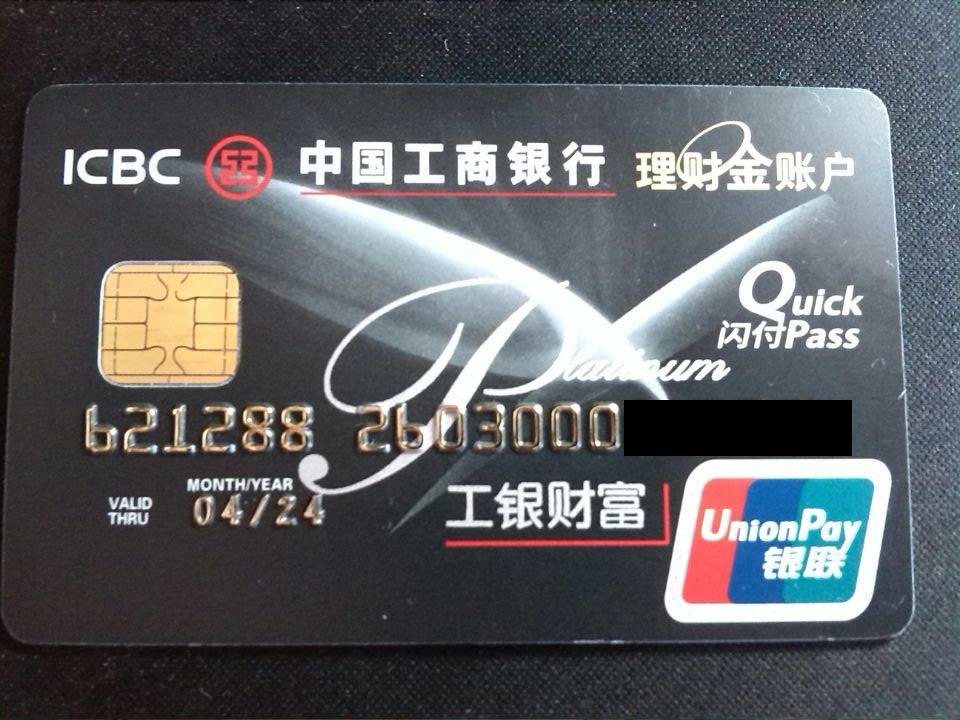 ICBC 中国工商银行 理财金账户
Quick
闪付Pass
Platinum
621288 2603000
MONTH/YEAR
VALID
THRU
04/24
工银财富
UnionPay
银联